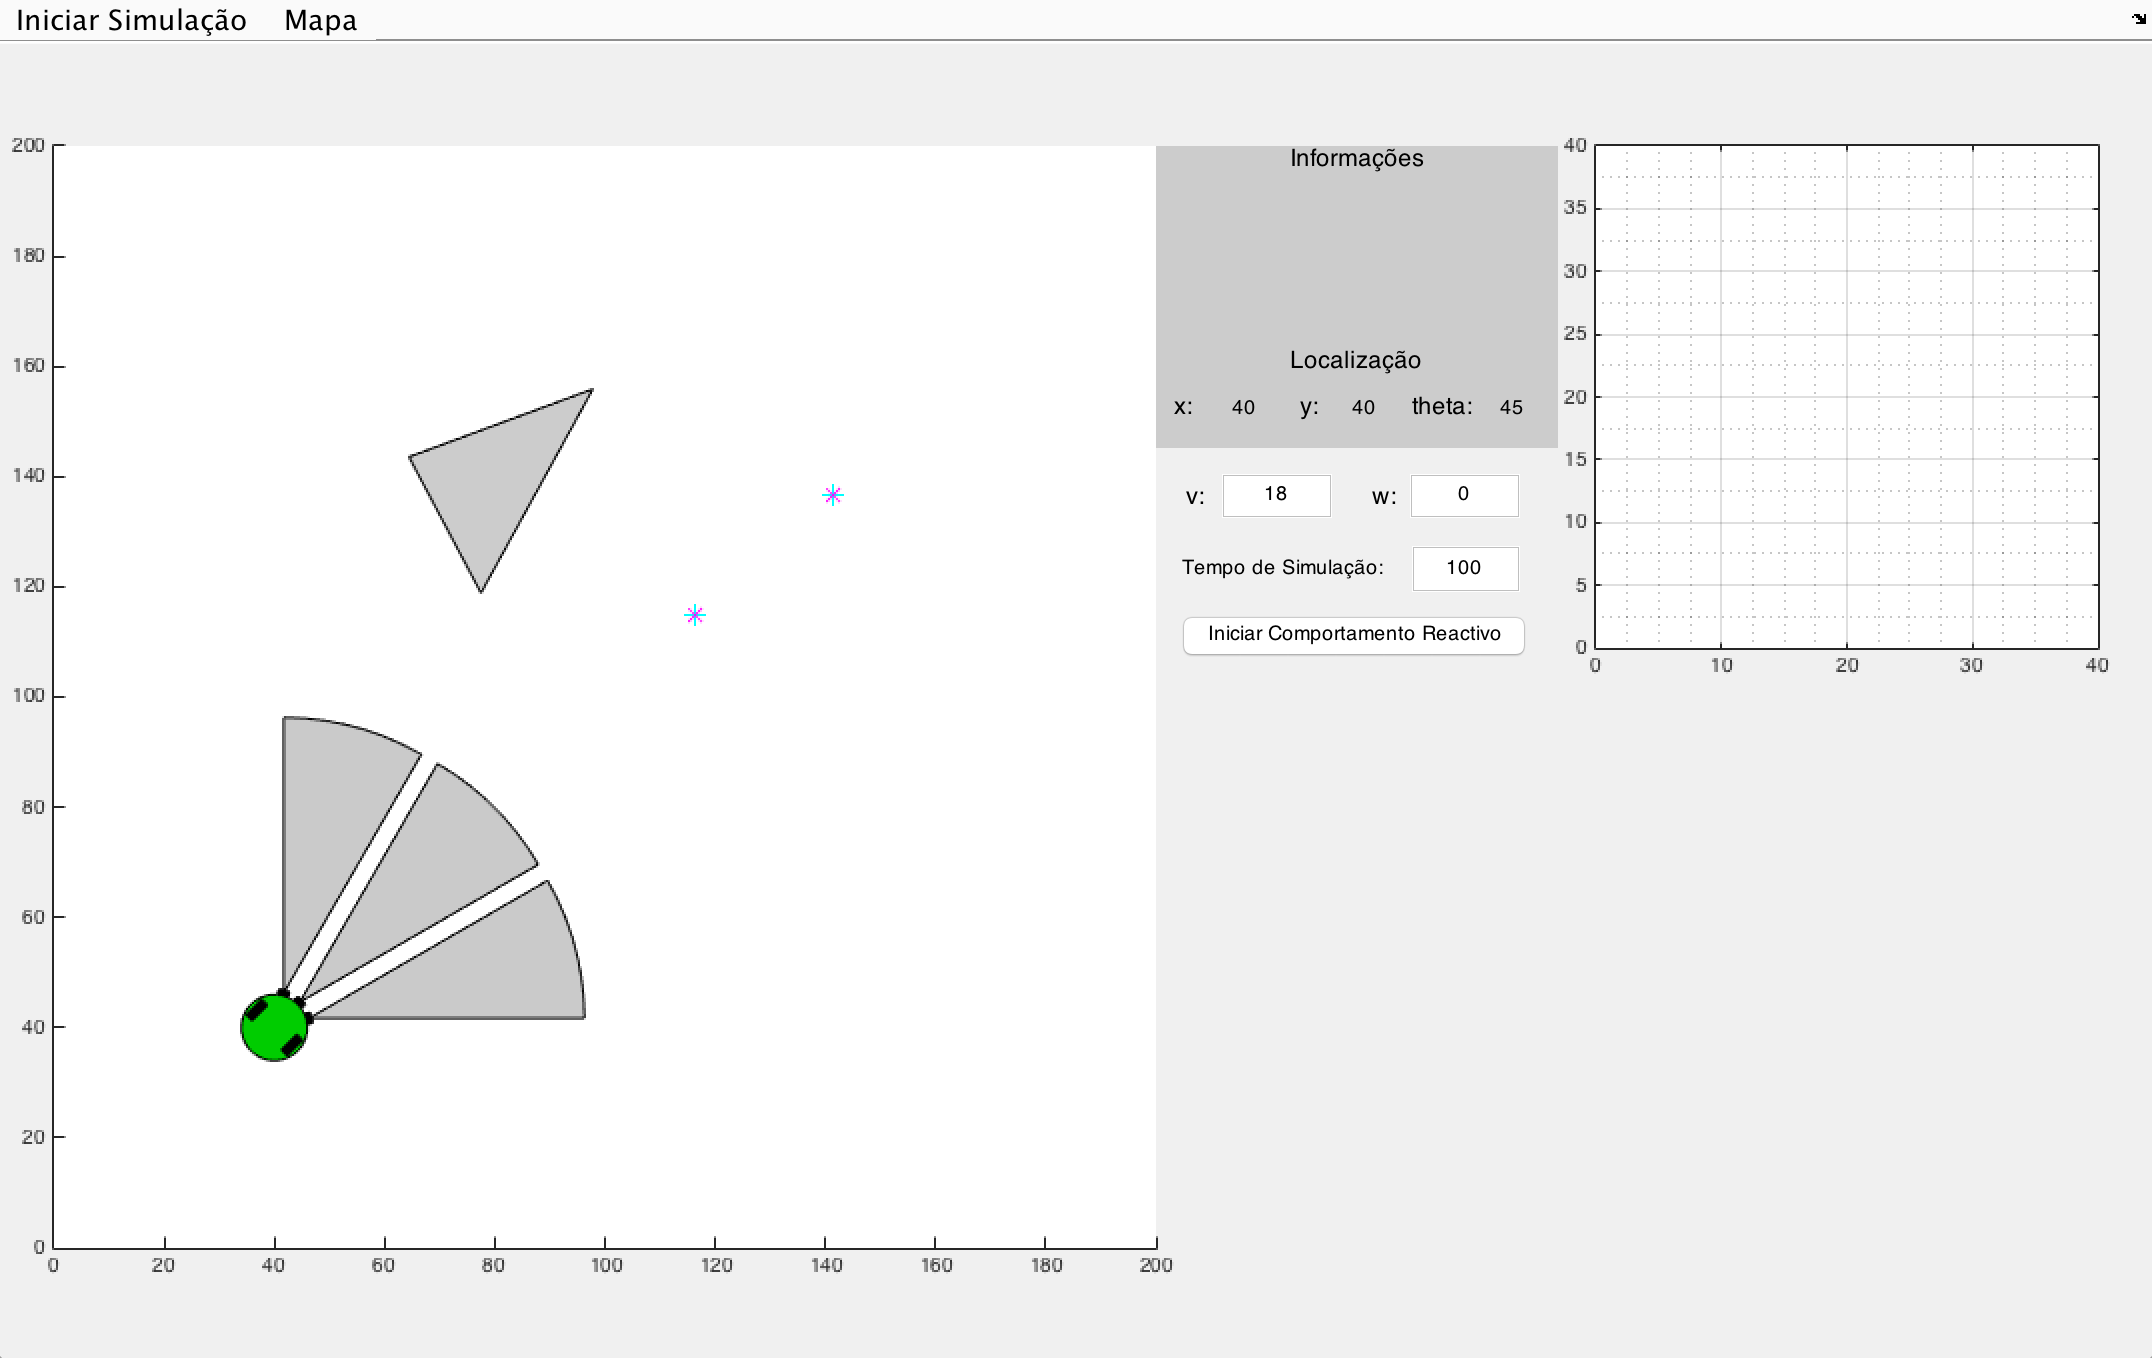 Iniciar Simulação Mapa
200
180
160
140
120
100
80
60
40
20
0
0 20 40 60 80 100 120 140 160 180 200
Informações
Localização
x: 40 y: 40 theta: 45
v: 18 w: 0
Tempo de Simulação: 100
Iniciar Comportamento Reactivo
40
35
30
25
20
15
10
5
0
0 10 20 30 40